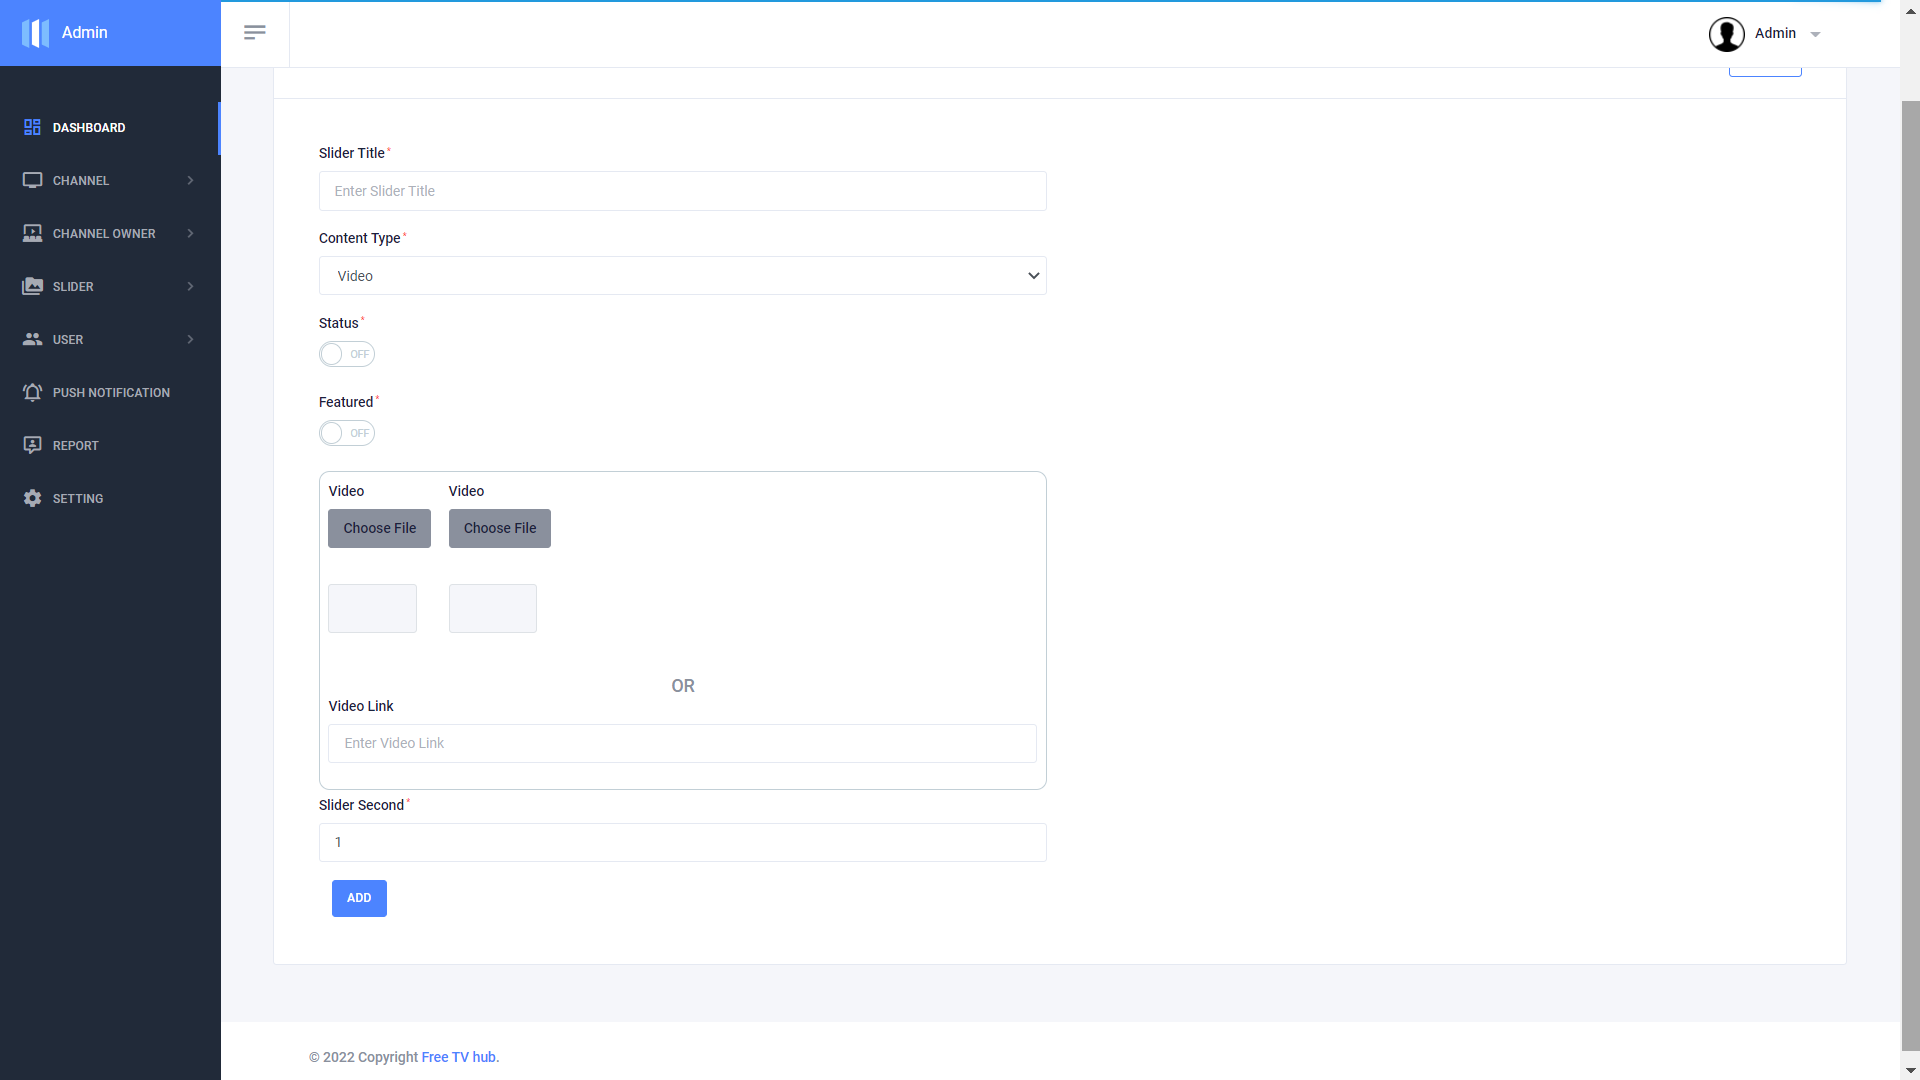 Admin
Admin
DASHBOARD
CHANNEL
CHANNEL OWNER
SLIDER
USER
PUSH NOTIFICATION
REPORT
SETTING
Slider Title*
Enter Slider Title
Content Type*
Video
Status*
OFF
Featured*
OFF
Video Video
Choose File Choose File
OR
Video Link
Enter Video Link
Slider Second*
1
ADD
© 2022 Copyright Free TV hub.